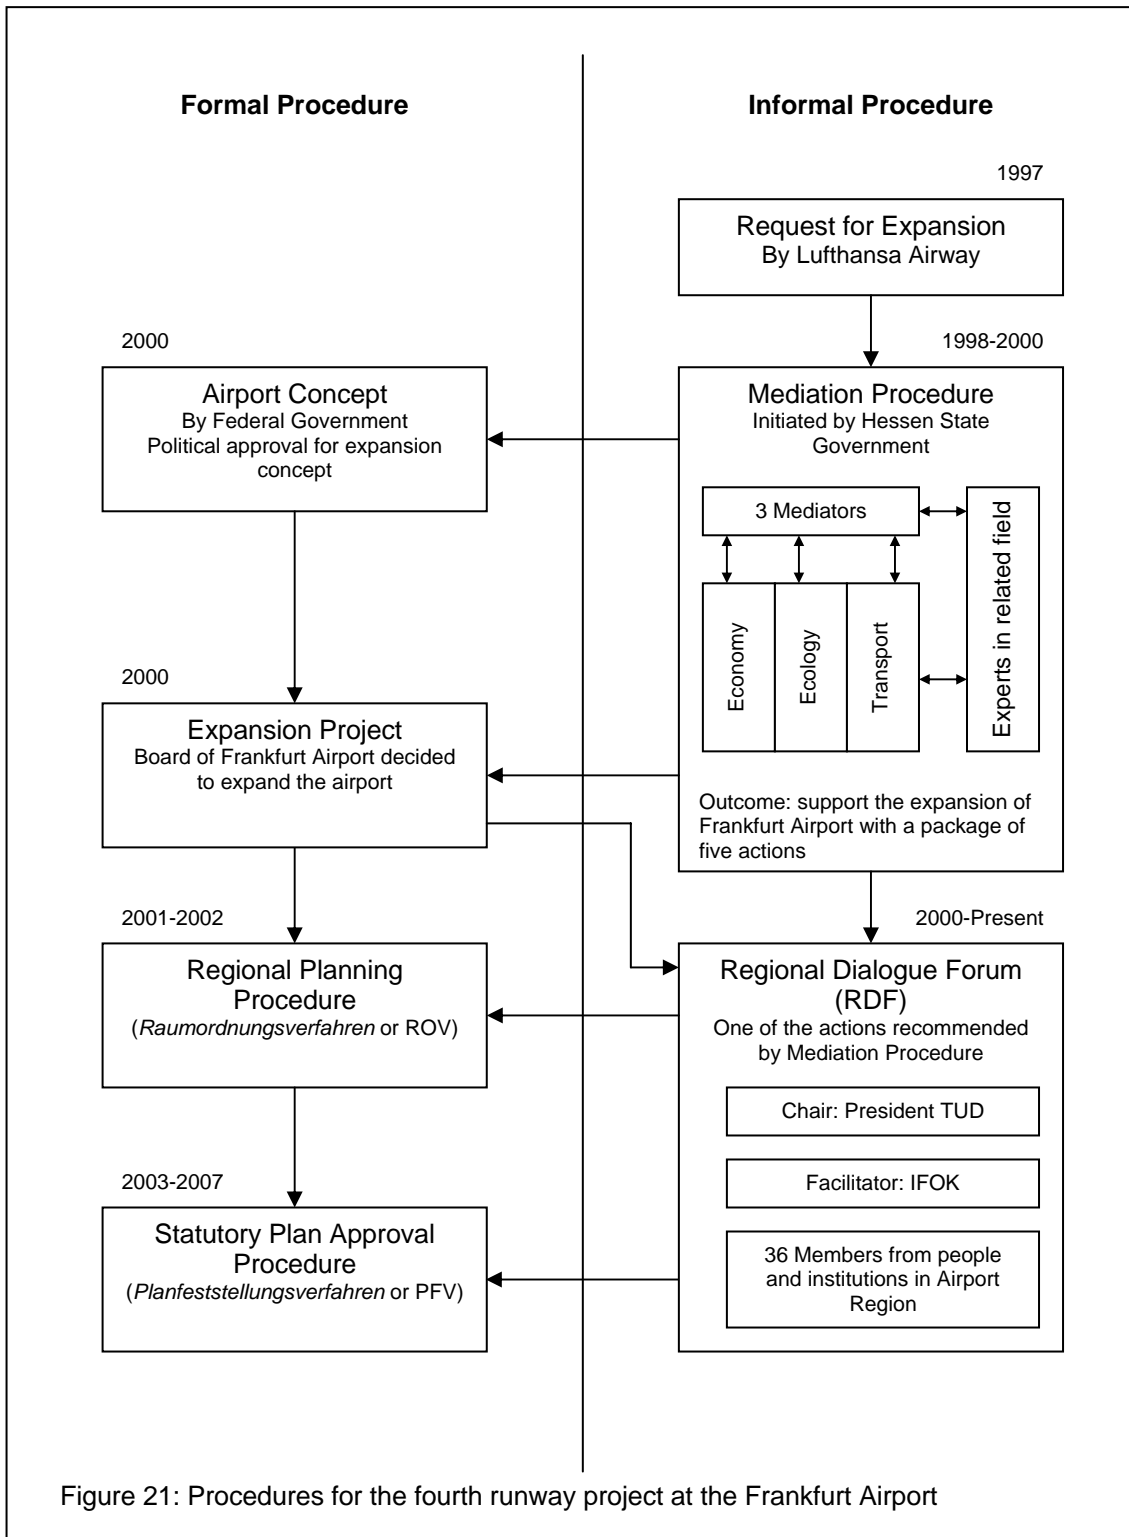 Formal Procedure
Informal Procedure
1997
Request for Expansion
By Lufthansa Airway
2000
Airport Concept
By Federal Government
Political approval for expansion
concept
1998-2000
Mediation Procedure
Initiated by Hessen State
Government
3 Mediators
Economy
Ecology
Transport
Experts in related field
Outcome: support the expansion of
Frankfurt Airport with a package of
five actions
2000
Expansion Project
Board of Frankfurt Airport decided
to expand the airport
2001-2002
Regional Planning
Procedure
(Raumordnungsverfahren or ROV)
2000-Present
Regional Dialogue Forum
(RDF)
One of the actions recommended
by Mediation Procedure
Chair: President TUD
Facilitator: IFOK
36 Members from people
and institutions in Airport
Region
2003-2007
Statutory Plan Approval
Procedure
(Planfeststellungsverfahren or PFV)
Figure 21: Procedures for the fourth runway project at the Frankfurt Airport